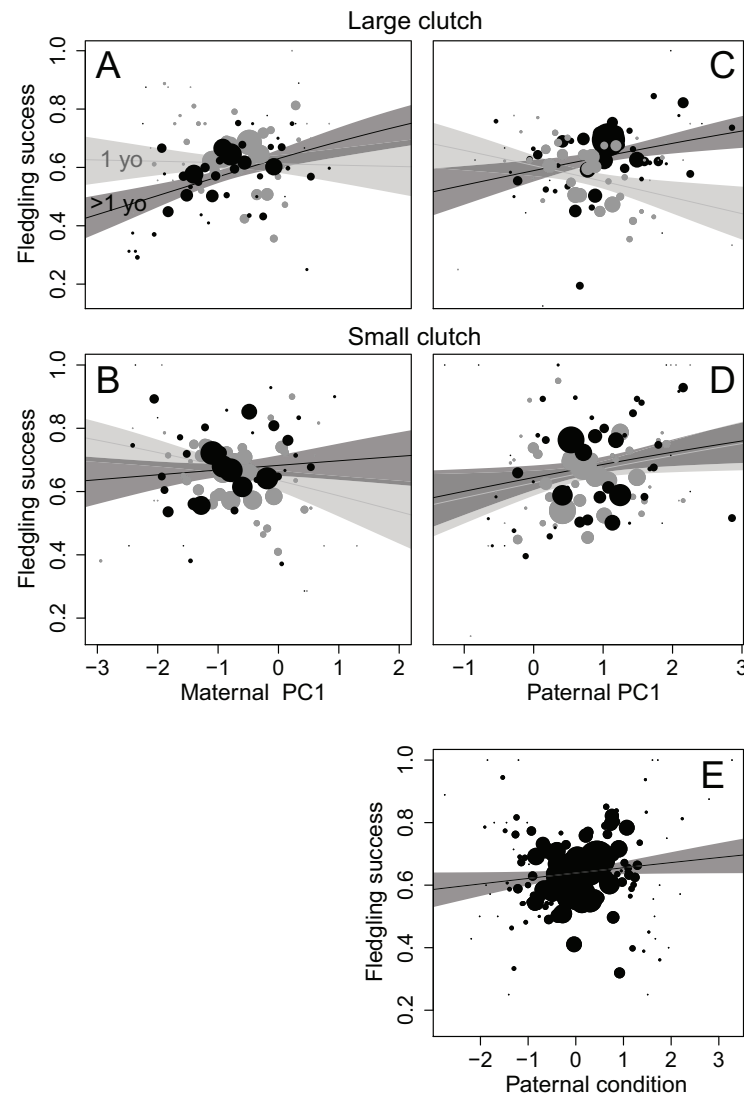 Large clutch
A
C
Fledgling success
1.0
0.8
0.6
0.4
0.2
1 yo
>1 yo
Small clutch
B
D
Fledgling success
1.0
0.8
0.6
0.4
0.2
−3 −2 −1 0 1 2
Maternal PC1
−1 0 1 2 3
Paternal PC1
E
Fledgling success
1.0
0.8
0.6
0.4
0.2
−2 −1 0 1 2 3
Paternal condition